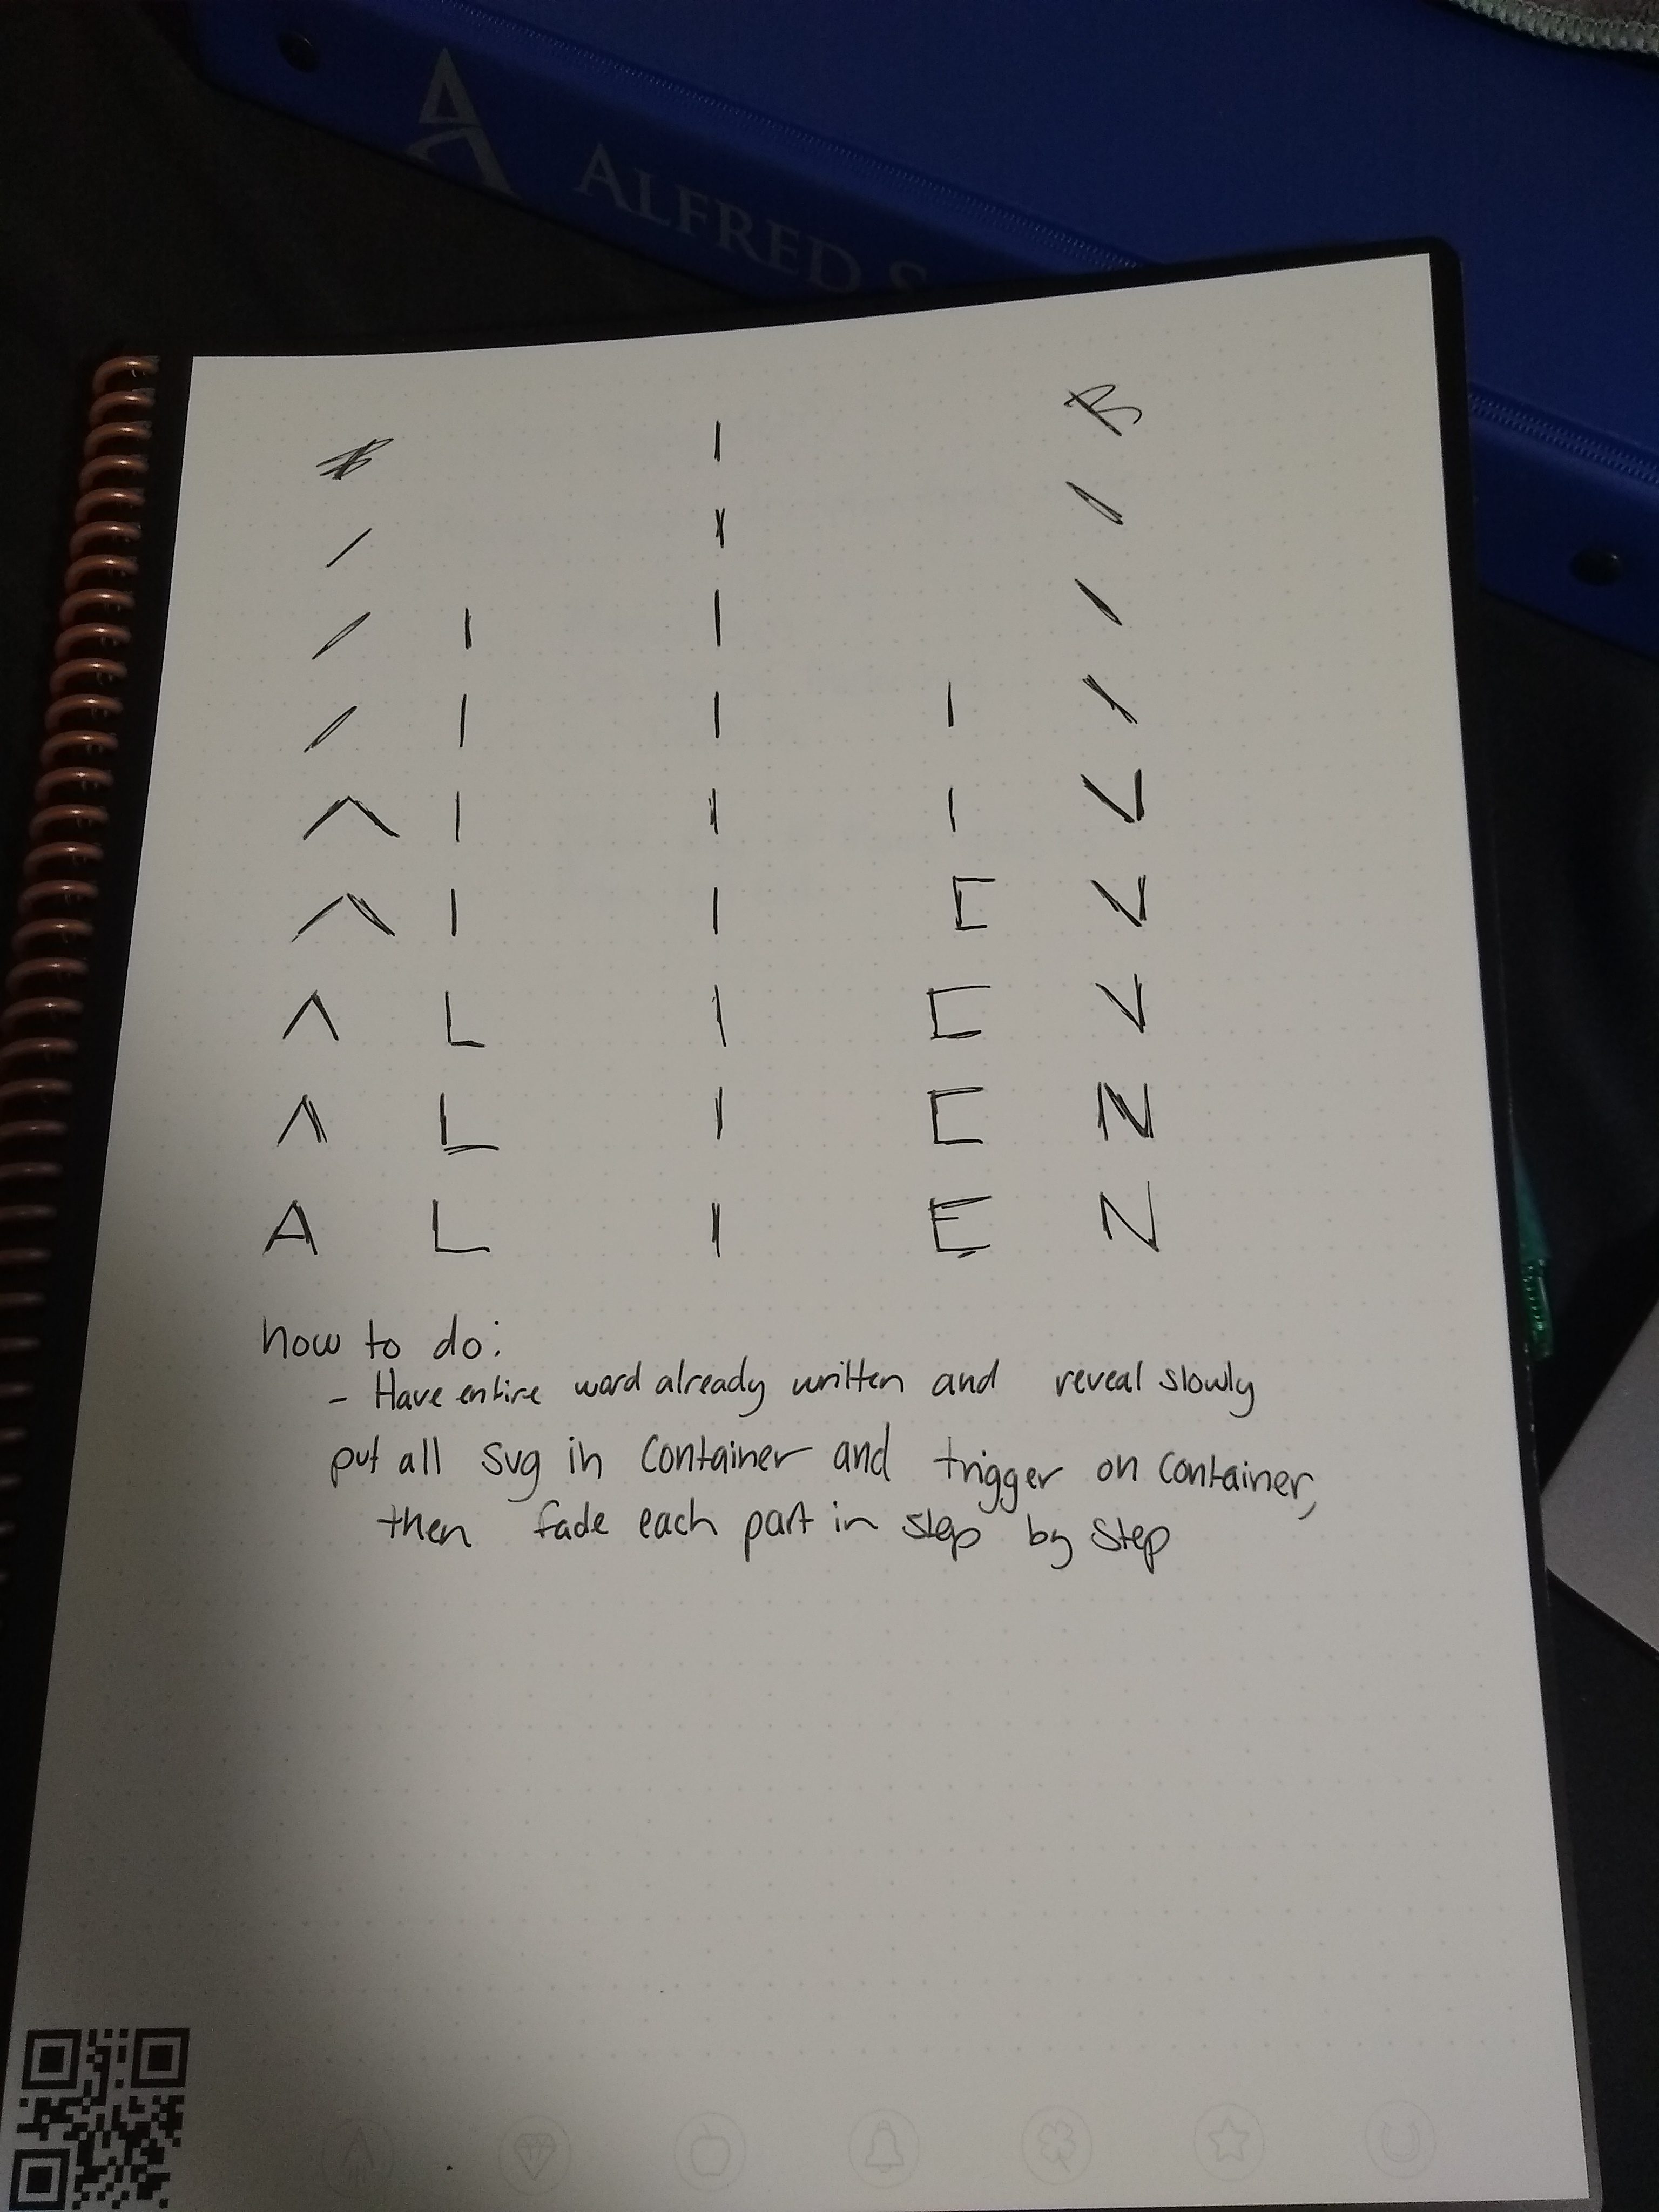 ALFRED S
I
I
I I
I I I
I I V
Λ I I C V
Λ L I C V
Λ L I C N
A L I E N
how to do:
- Have entire word already written and reveal slowly
put all svg in container and trigger on container,
then fade each part in step by step